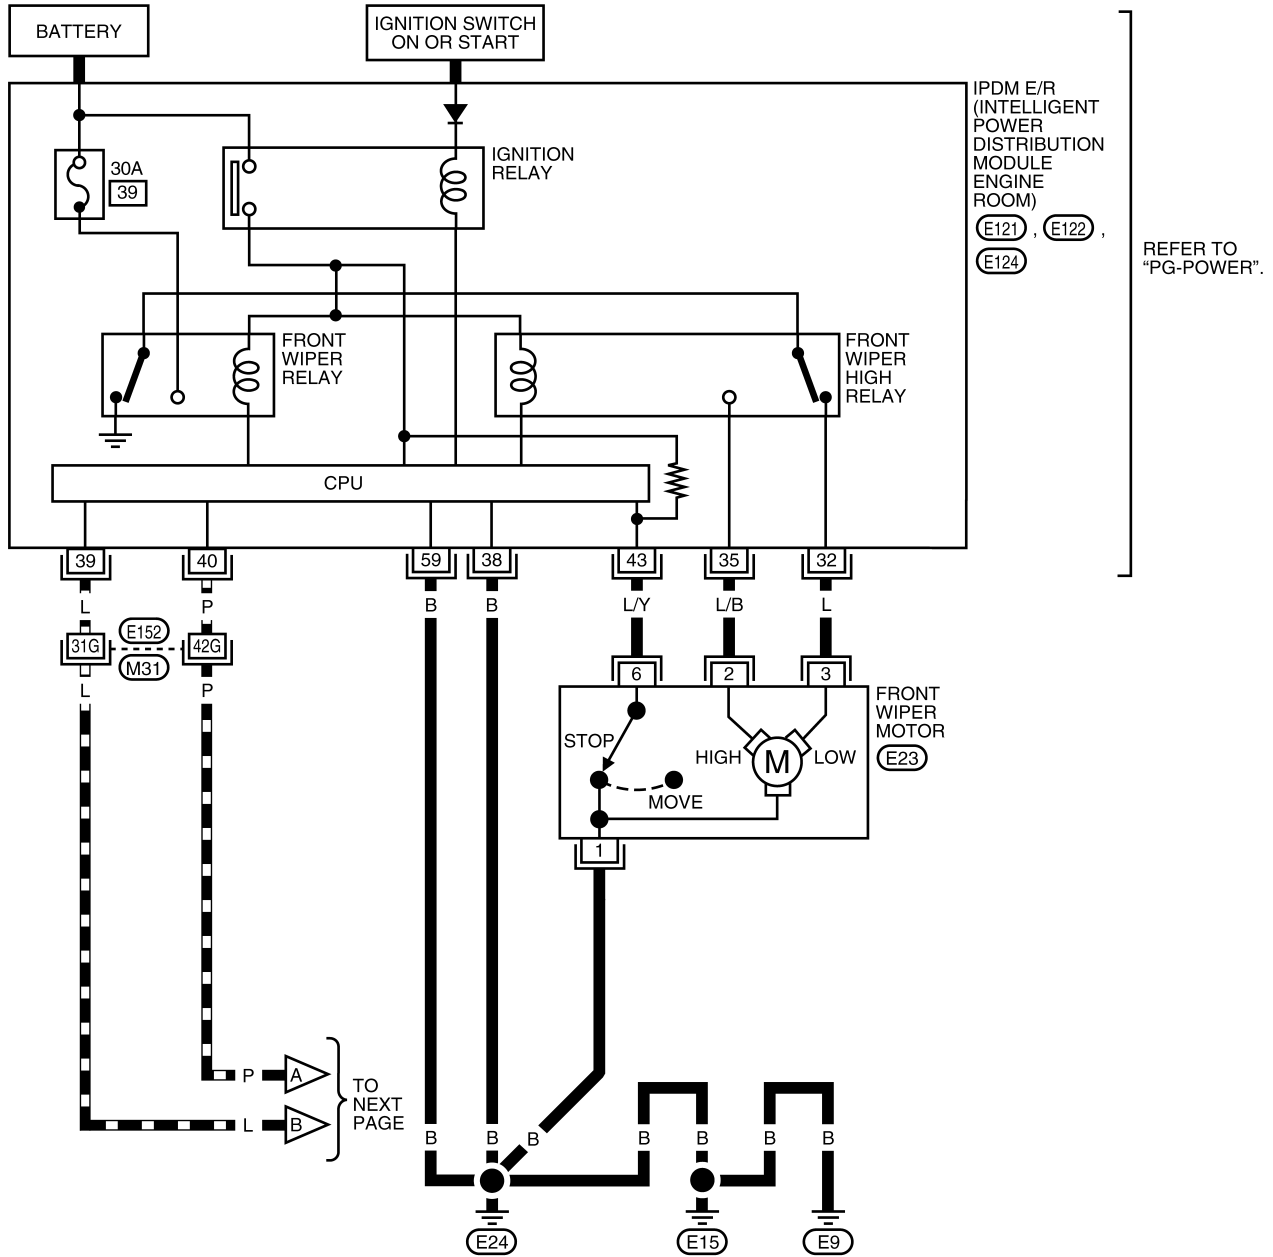 BATTERY
IGNITION SWITCH
ON OR START
IPDM E/R
(INTELLIGENT
POWER
DISTRIBUTION
MODULE
ENGINE
ROOM)
E121 , E122 ,
E124
REFER TO
“PG-POWER”.
30A
39
IGNITION
RELAY
FRONT
WIPER
RELAY
FRONT
WIPER
HIGH
RELAY
CPU
39 40 59 38 43 35 32
L P B B L/Y L/B L
31G E152 42G
M31
L P
6 2 3
FRONT
WIPER
MOTOR
E23
STOP
MOVE
HIGH M LOW
1
P A
L B
TO
NEXT
PAGE
B B B B B B B
E24 E15 E9